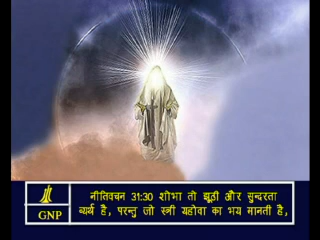 नीतिवचन 31:30 शोभा तो झूठी और सुन्दरता
व्यर्थ है, परन्तु जो स्त्री यहोवा का भय मानती है,
GNP